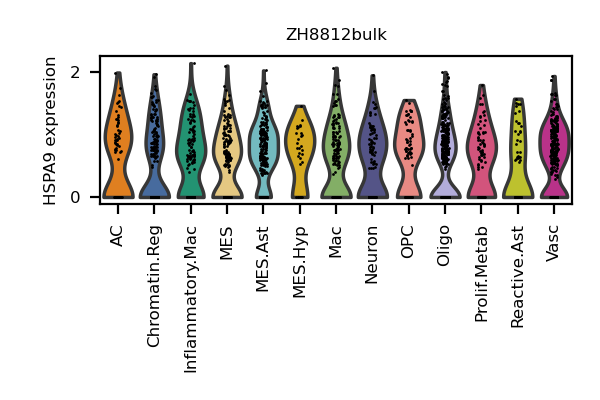 ZH8812bulk
HSPA9 expression
2
0
AC
Chromatin.Reg
Inflammatory.Mac
MES
MES.Ast
MES.Hyp
Mac
Neuron
OPC
Oligo
Prolif.Metab
Reactive.Ast
Vasc